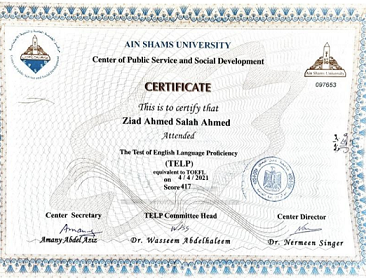 AIN SHAMS UNIVERSITY
Center of Public Service and Social Development
Ain Shams University
097653
CERTIFICATE
This is to certify that
Ziad Ahmed Salah Ahmed
Attended
The Test of English Language Proficiency
(TELP)
equivalent to TOEFL
on 4/4/2021
Score 417
Center Secretary
TELP Committee Head
Center Director
Amany Abdel Aziz
Dr. Wasseem Abdelhaleem
Dr. Nermeen Singer